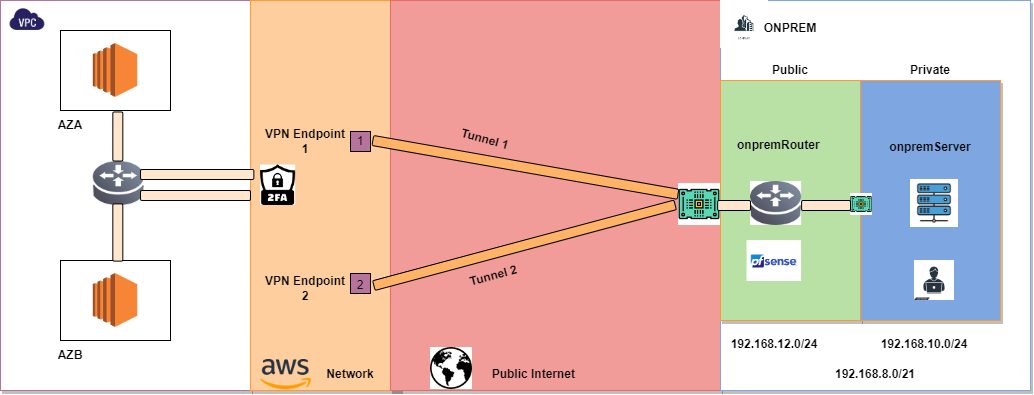 VPC
AZA
AZB
2FA
VPN Endpoint
1
1
VPN Endpoint
2
2
aws
Network
Tunnel 1
Tunnel 2
Public Internet
ONPREM
Public
Private
onpremRouter
onpremServer
pfsense
192.168.12.0/24
192.168.10.0/24
192.168.8.0/21